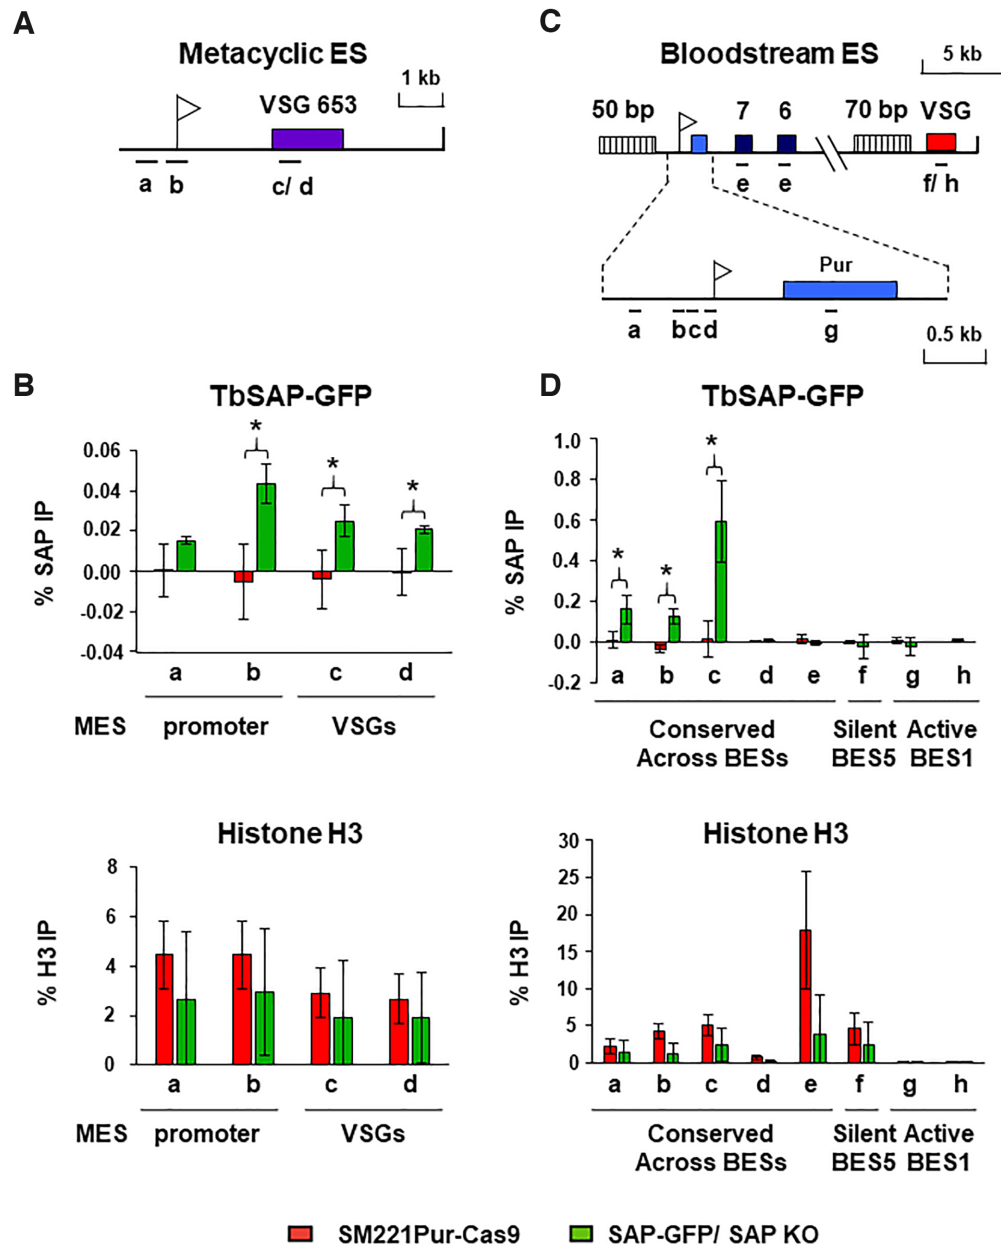 A
Metacyclic ES
1 kb
VSG 653
a b c/ d
C
Bloodstream ES
5 kb
50 bp 7 6 70 bp VSG
e e f/ h
Pur
a b c d g
0.5 kb
B
TbSAP-GFP
% SAP IP
0.06
0.04
0.02
0.00
-0.02
-0.04
* * *
a b c d
MES promoter VSGs
D
TbSAP-GFP
% SAP IP
1.0
0.8
0.6
0.4
0.2
0.0
-0.2
* * *
a b c d e f g h
Conserved Silent Active
Across BESs BES5 BES1
Histone H3
% H3 IP
8
6
4
2
0
a b c d
MES promoter VSGs
Histone H3
% H3 IP
30
25
20
15
10
5
0
a b c d e f g h
Conserved Silent Active
Across BESs BES5 BES1
SM221Pur-Cas9 SAP-GFP/ SAP KO